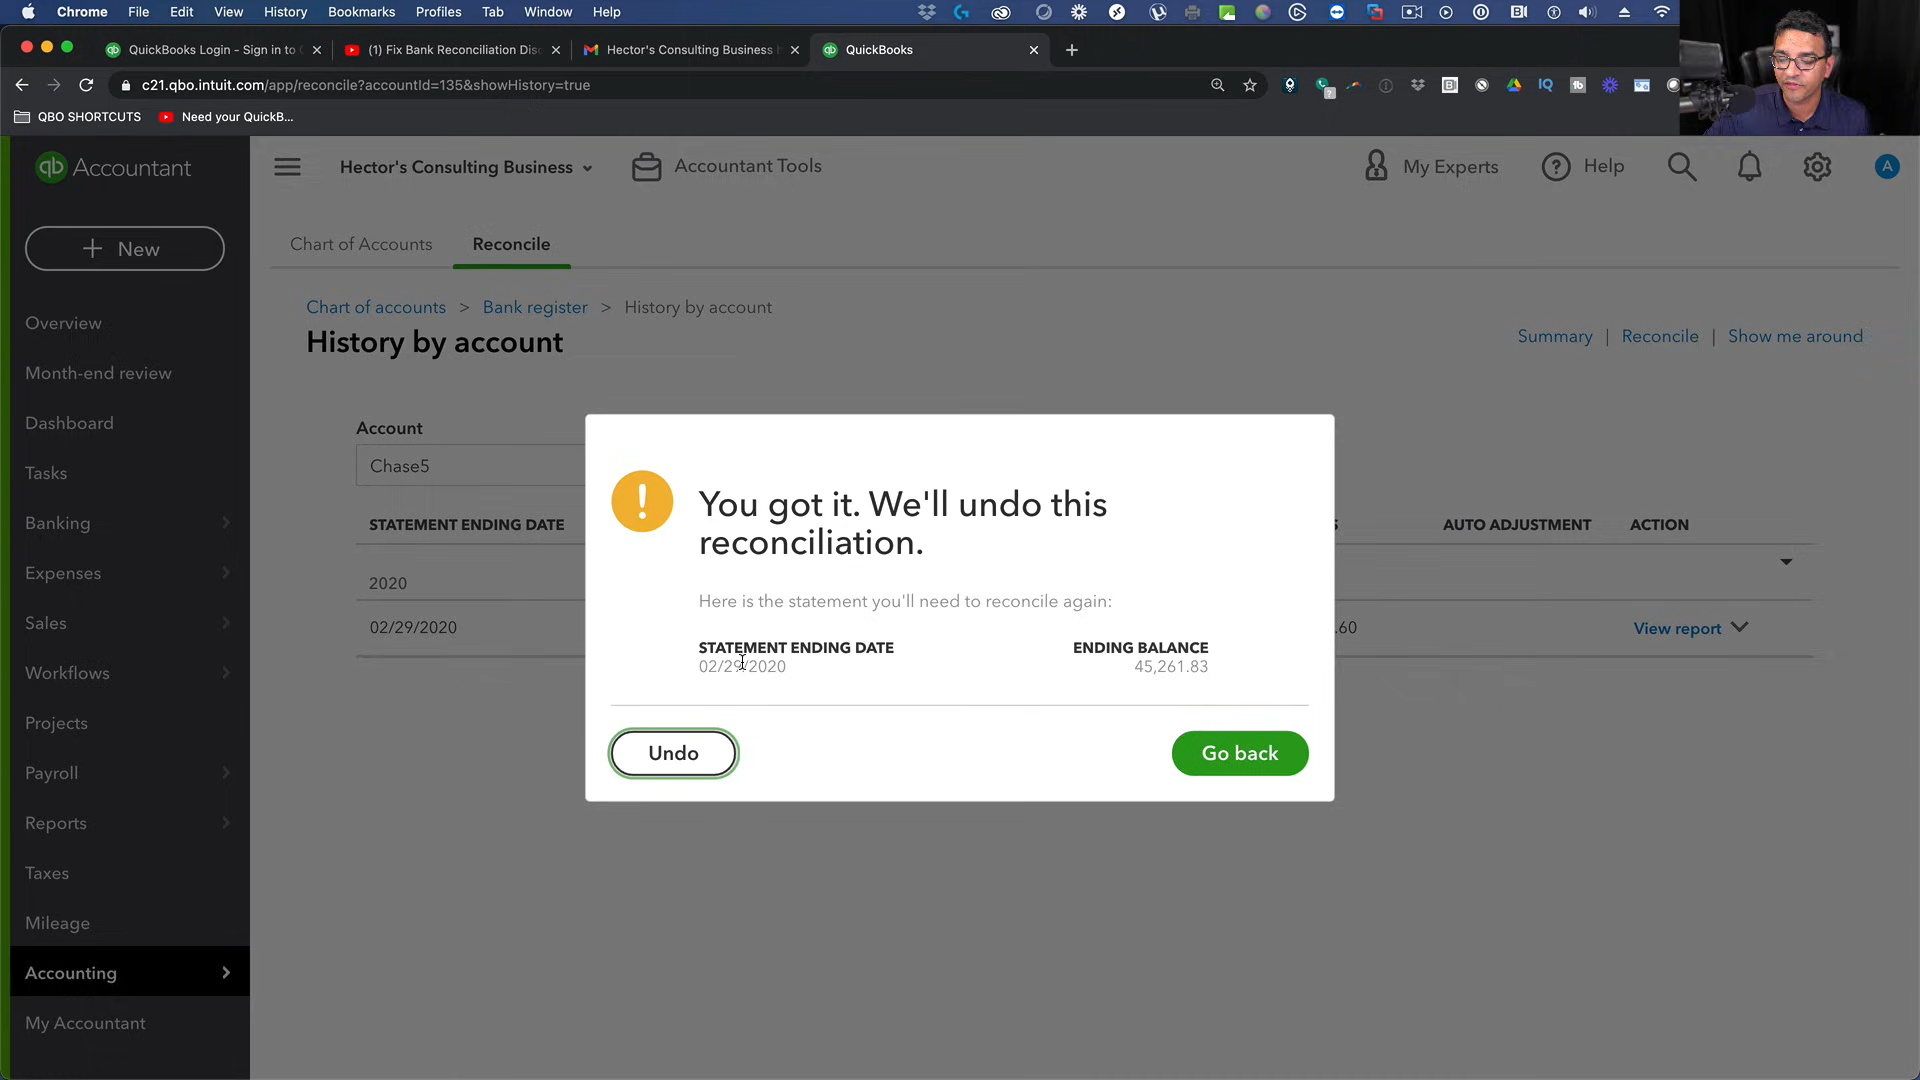 Chrome File Edit View History Bookmarks Profiles Tab Window Help
QuickBooks Login - Sign in to
(1) Fix Bank Reconciliation Dis
Hector's Consulting Business
QuickBooks
c21.qbo.intuit.com/app/reconcile?accountId=135&showHistory=true
QBO SHORTCUTS
Need your QuickB...
qb Accountant
Hector's Consulting Business
Accountant Tools
My Experts
Help
A
+ New
Chart of Accounts
Reconcile
Chart of accounts > Bank register > History by account
History by account
Summary | Reconcile | Show me around
Overview
Month-end review
Dashboard
Tasks
Banking
Expenses
Sales
Workflows
Projects
Payroll
Reports
Taxes
Mileage
Accounting
My Accountant
Account
Chase5
STATEMENT ENDING DATE
AUTO ADJUSTMENT
ACTION
2020
02/29/2020
.60
View report
You got it. We'll undo this
reconciliation.
Here is the statement you'll need to reconcile again:
STATEMENT ENDING DATE
ENDING BALANCE
02/29/2020
45,261.83
Undo
Go back